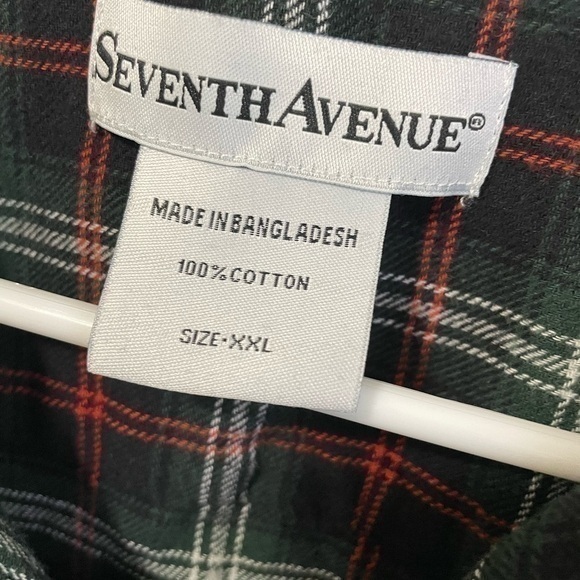 SEVENTH AVENUE®
MADE IN BANGLADESH
100% COTTON
SIZE·XXL